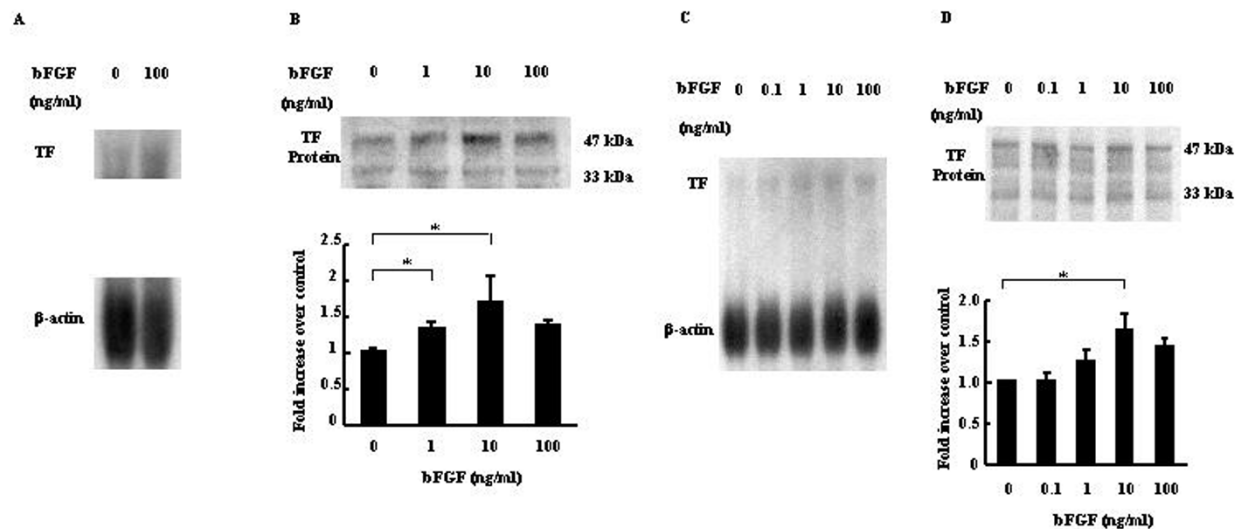 A
bFGF 0 100
(ng/ml)
TF
β-actin
B
bFGF 0 1 10 100
(ng/ml)
TF
Protein
47 kDa
33 kDa
Fold increase over control
2.5
2
1.5
1
0.5
0
*
*
0 1 10 100
bFGF (ng/ml)
C
bFGF 0 0.1 1 10 100
(ng/ml)
TF
β-actin
D
bFGF 0 0.1 1 10 100
(ng/ml)
TF
Protein
47 kDa
33 kDa
Fold increase over control
2.0
1.5
1.0
0.5
0
*
0 0.1 1 10 100
bFGF (ng/ml)